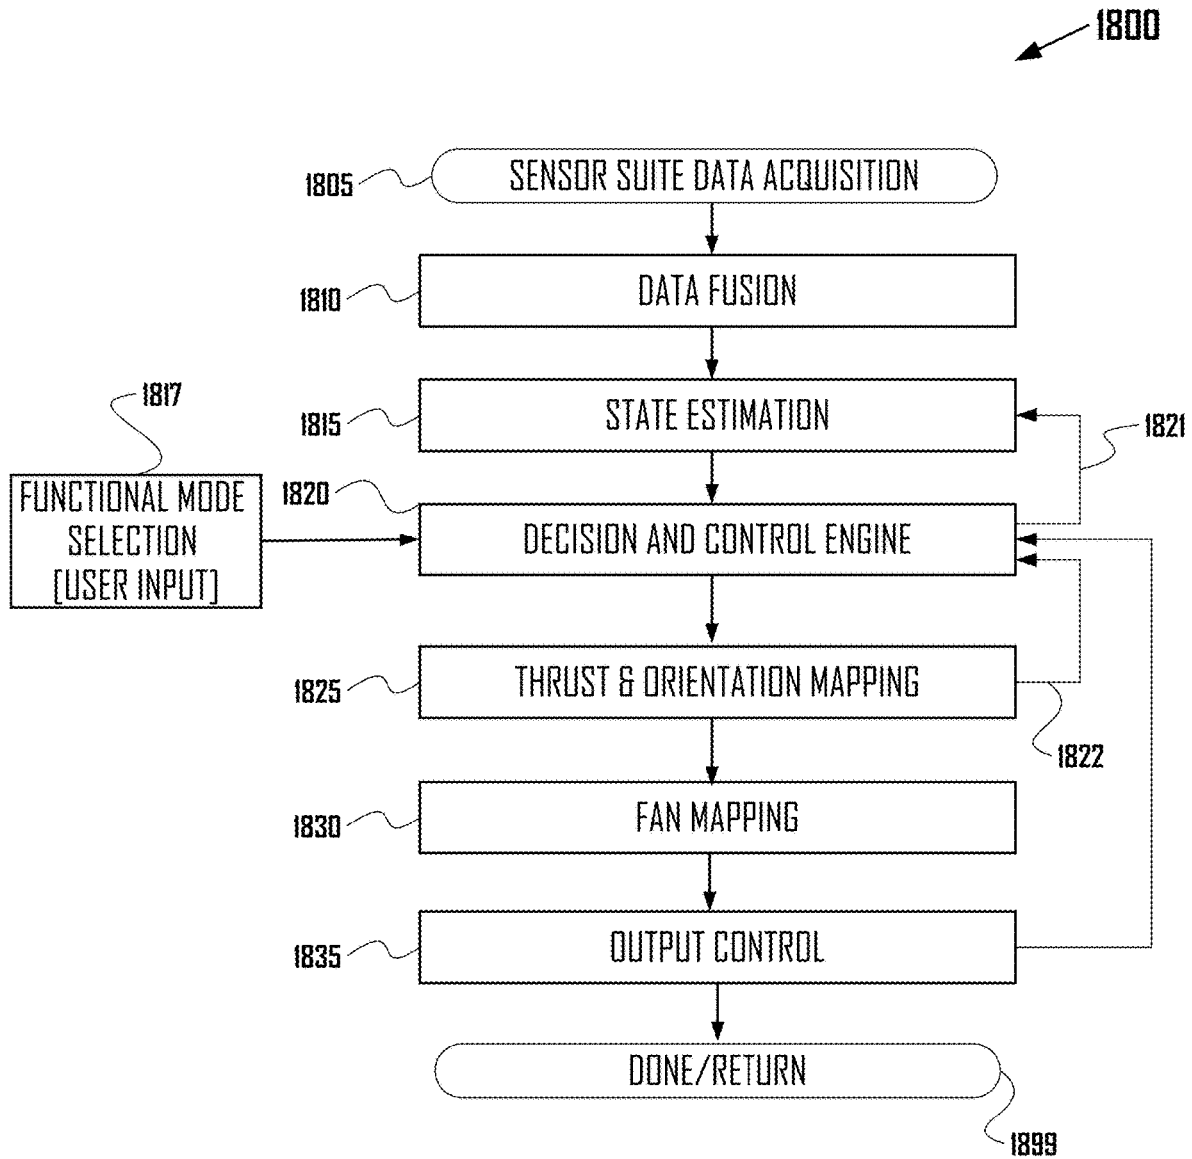 1800
1805
SENSOR SUITE DATA ACQUISITION
1810
DATA FUSION
1817
1815
STATE ESTIMATION
1821
FUNCTIONAL MODE
SELECTION
[USER INPUT]
1820
DECISION AND CONTROL ENGINE
1825
THRUST & ORIENTATION MAPPING
1822
1830
FAN MAPPING
1835
OUTPUT CONTROL
DONE/RETURN
1899